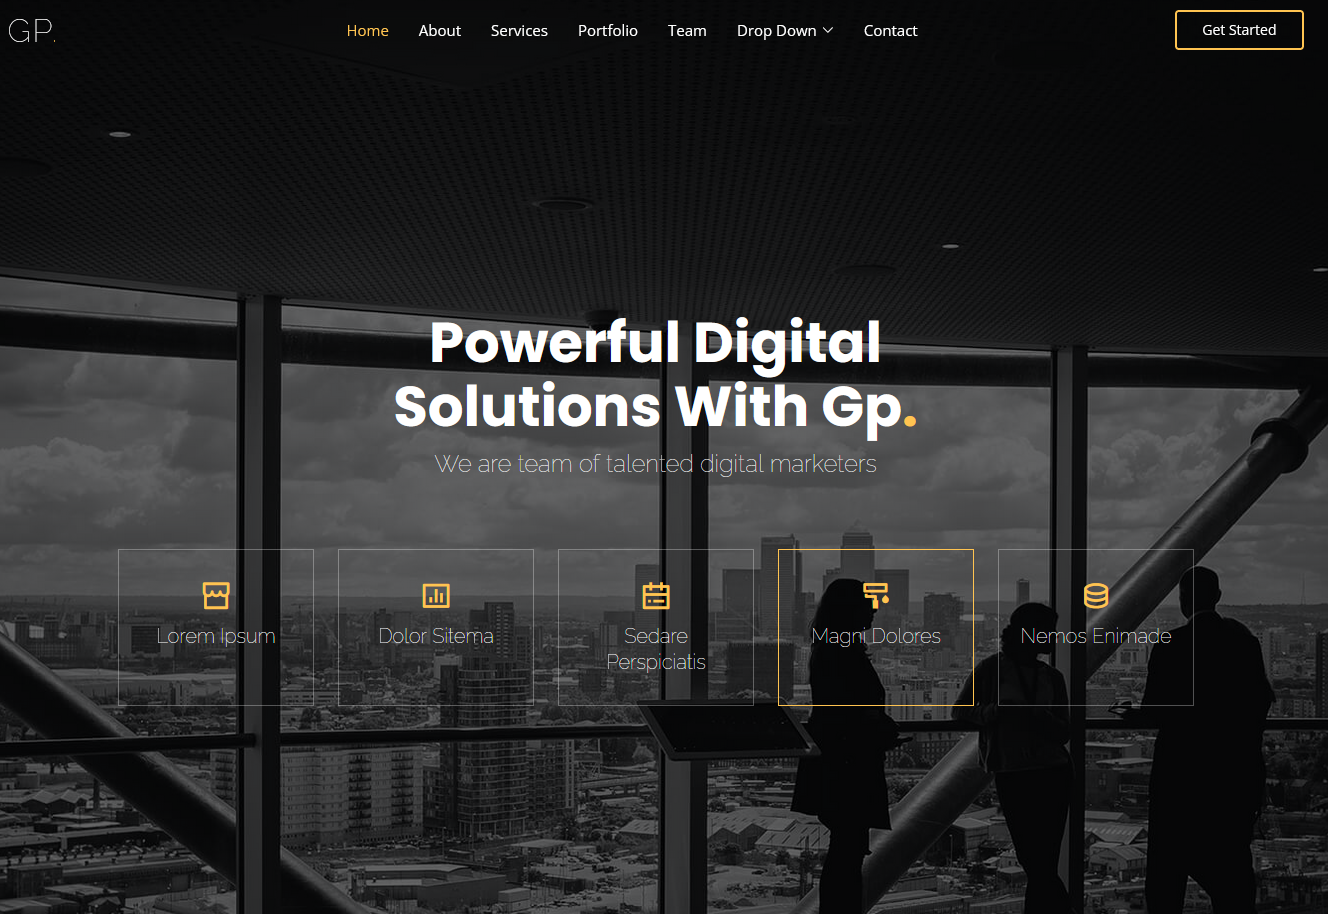 GP.
Home About Services Portfolio Team Drop Down Contact
Get Started
Powerful Digital
Solutions With Gp.
We are team of talented digital marketers
Lorem Ipsum
Dolor Sitema
Sedare
Perspiciatis
Magni Dolores
Nemos Enimade